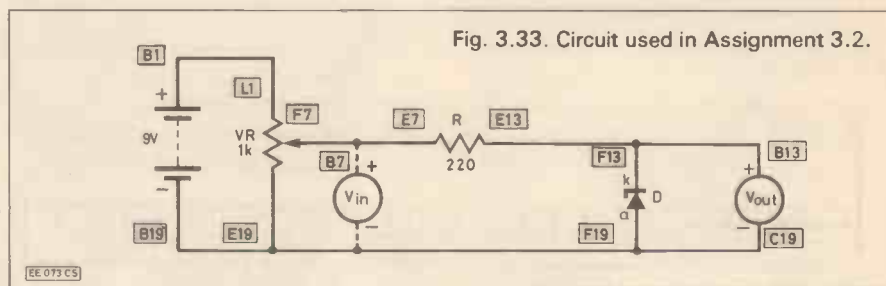 Fig. 3.33. Circuit used in Assignment 3.2.
B1
L1
+
F7
E7
R
E13
9V
VR
1k
B7
220
F13
B13
+
Vin
-
k
D
a
+
Vout
-
-
B19
E19
F19
C19
EE 073 CS